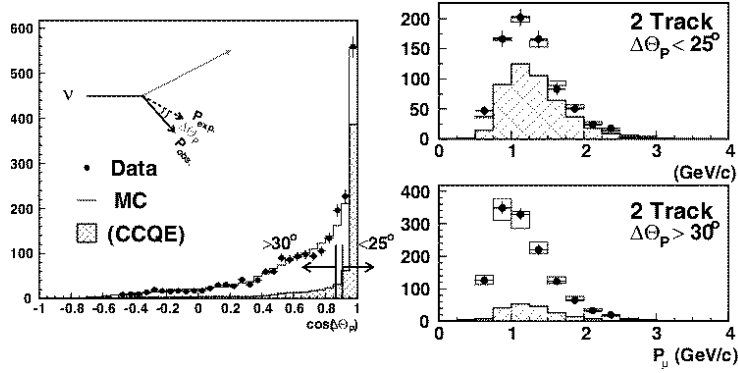 600
500
400
300
200
100
0
-1 -0.8 -0.6 -0.4 -0.2 0 0.2 0.4 0.6 0.8 1
cos(ΔΘP)
ν
Pexp.
ΔΘP
Pobs.
Data
MC
(CCQE)
>30°
<25°
2 Track
ΔΘP < 25°
200
150
100
50
0
0 1 2 3 4
(GeV/c)
2 Track
ΔΘP > 30°
400
300
200
100
0
0 1 2 3 4
Pμ (GeV/c)